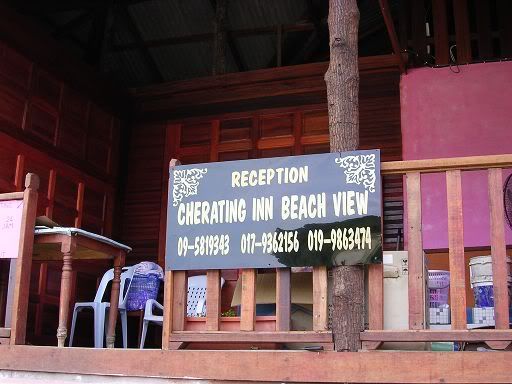 RECEPTION
CHERATING INN BEACH VIEW
09-5819343 017-9362156 019-9863474